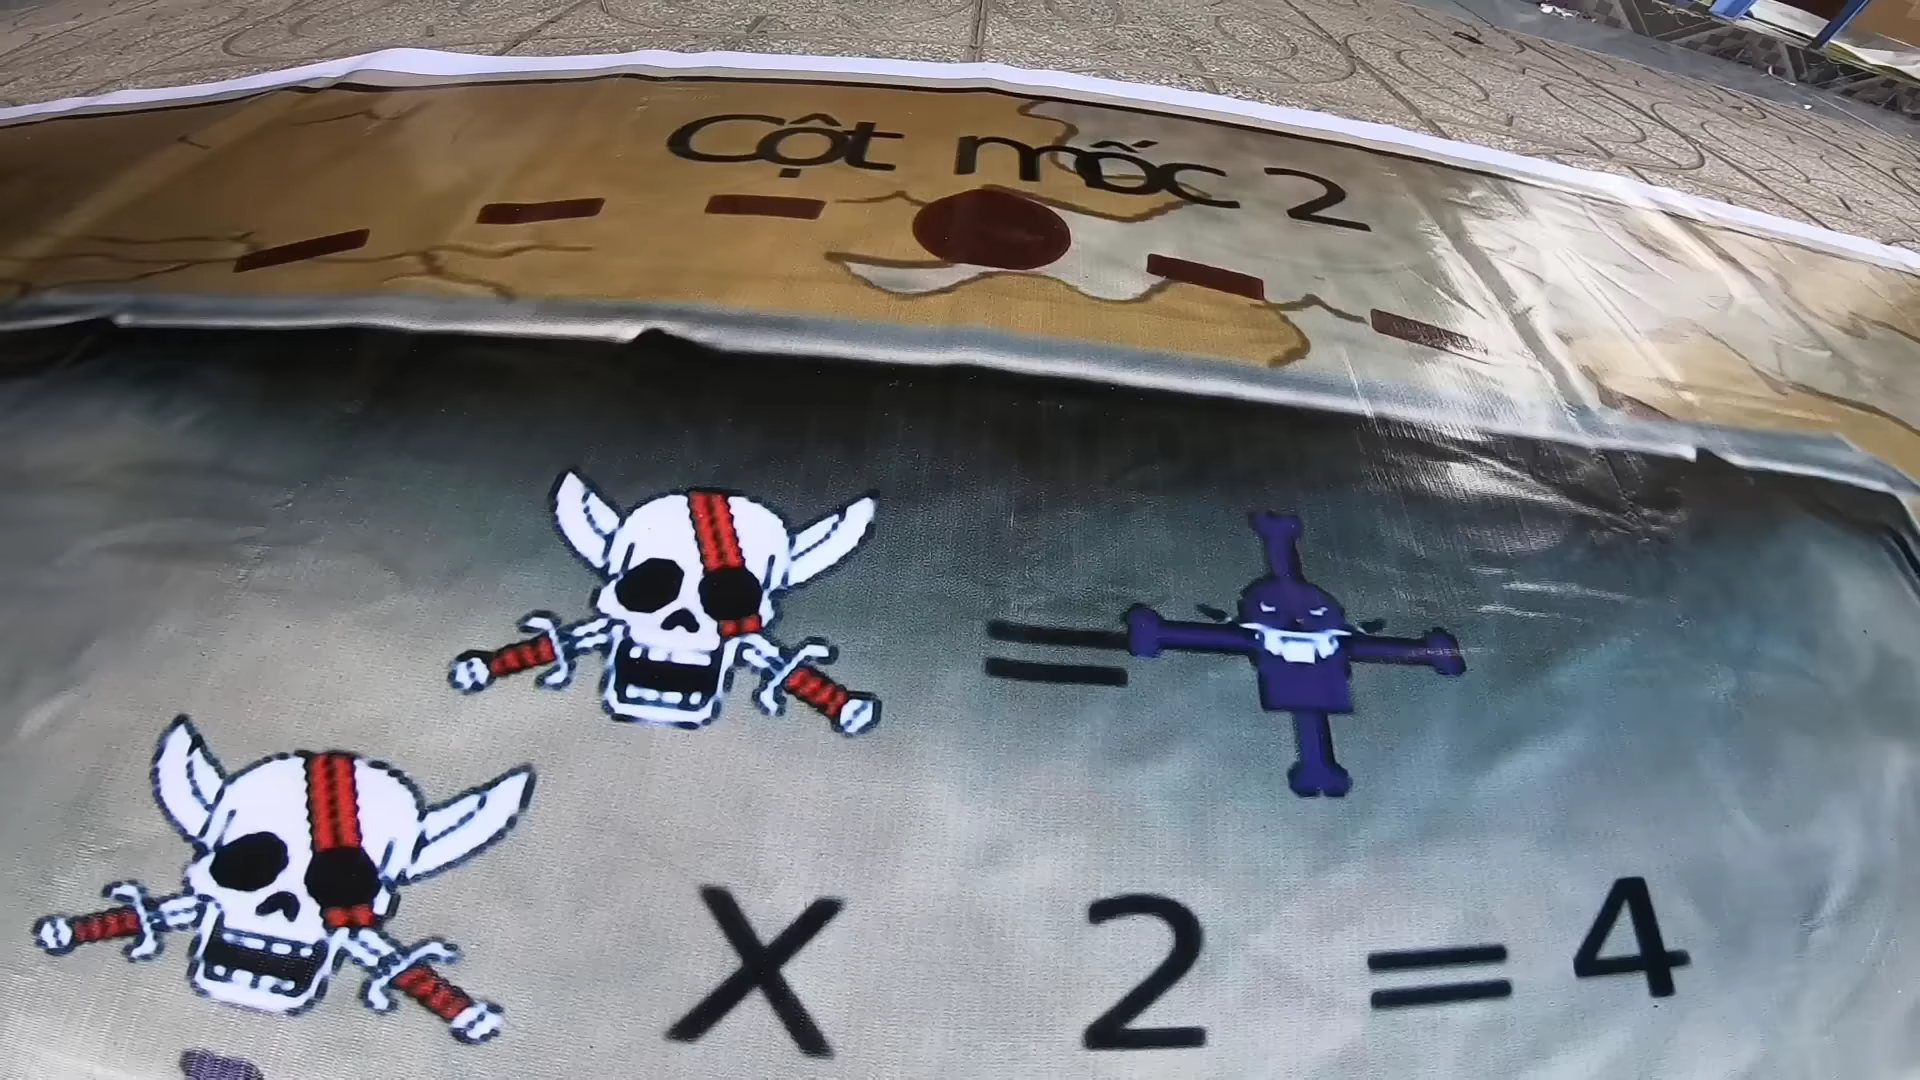 Cột mốc 2
=
X 2 = 4